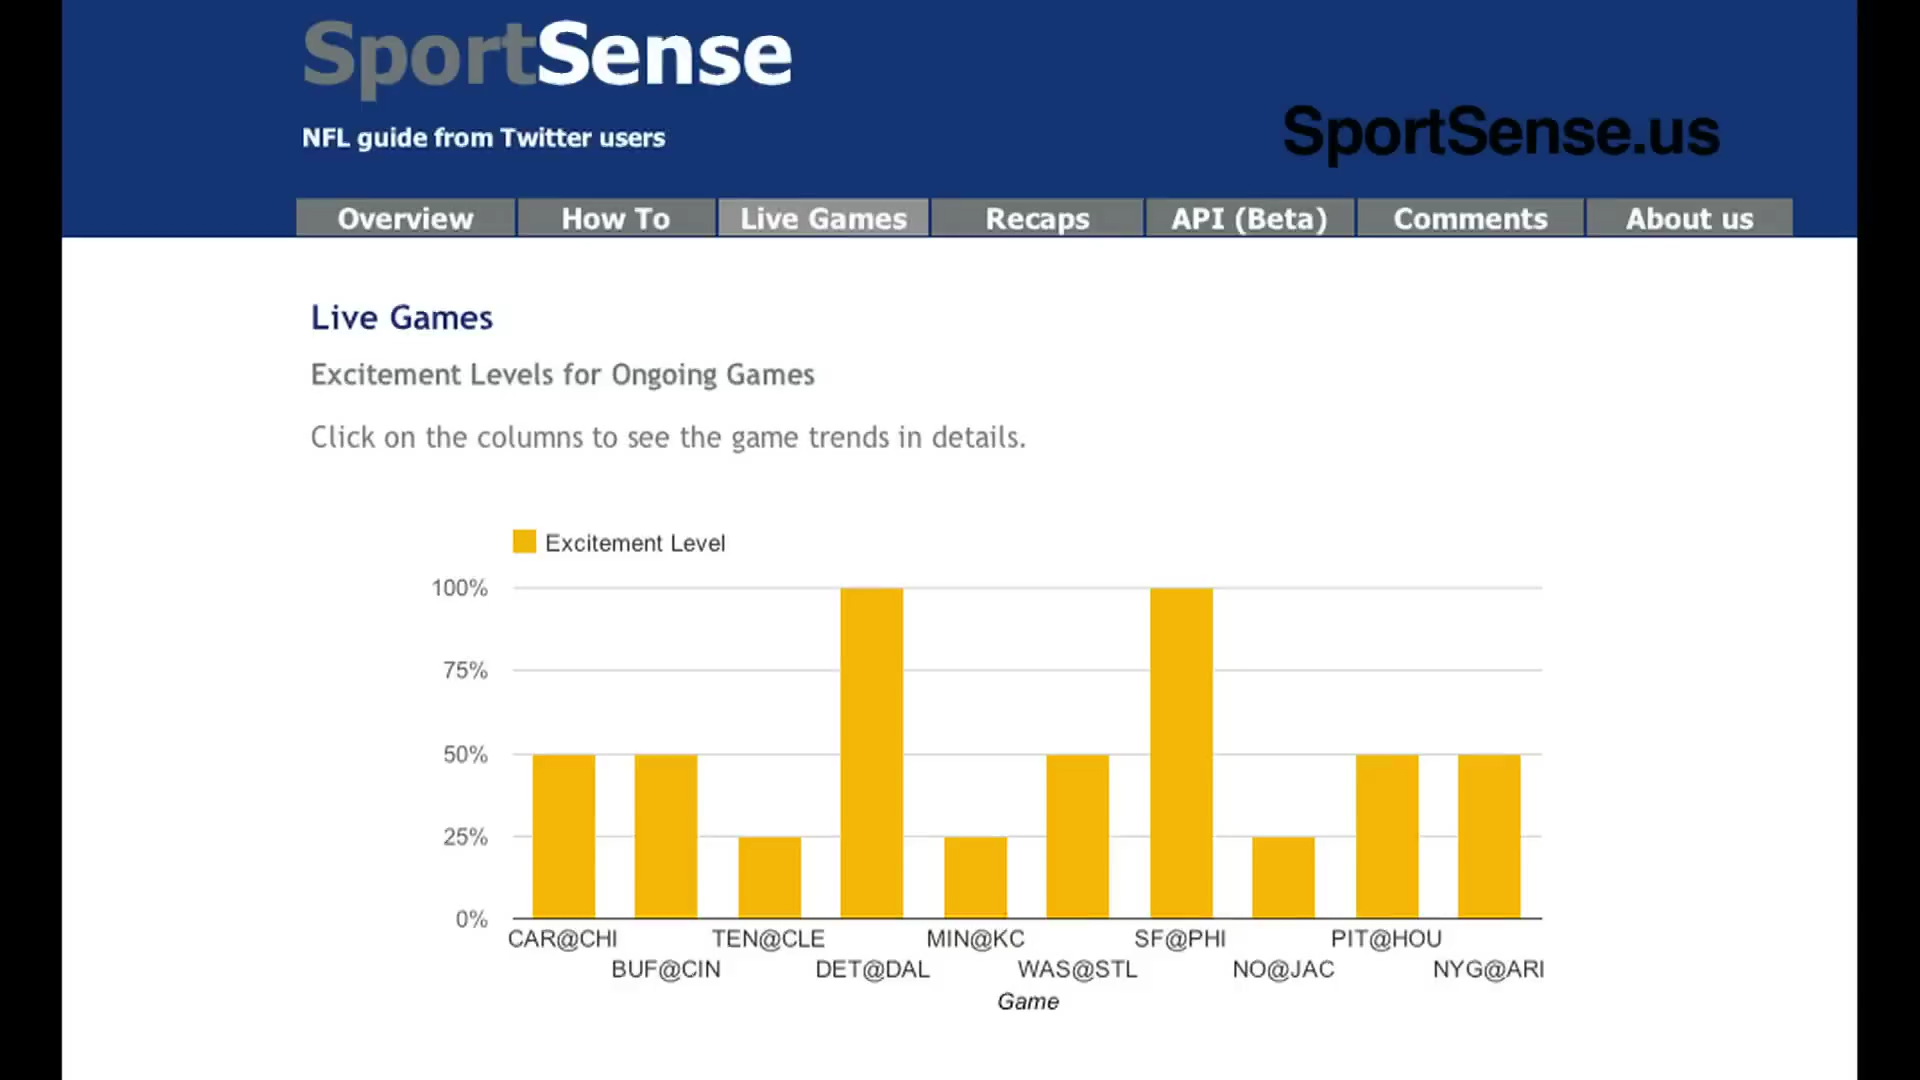 SportSense
NFL guide from Twitter users
SportSense.us
Overview How To Live Games Recaps API (Beta) Comments About us
Live Games
Excitement Levels for Ongoing Games
Click on the columns to see the game trends in details.
Excitement Level
100%
75%
50%
25%
0%
CAR@CHI TEN@CLE MIN@KC SF@PHI PIT@HOU
BUF@CIN DET@DAL WAS@STL NO@JAC NYG@ARI
Game